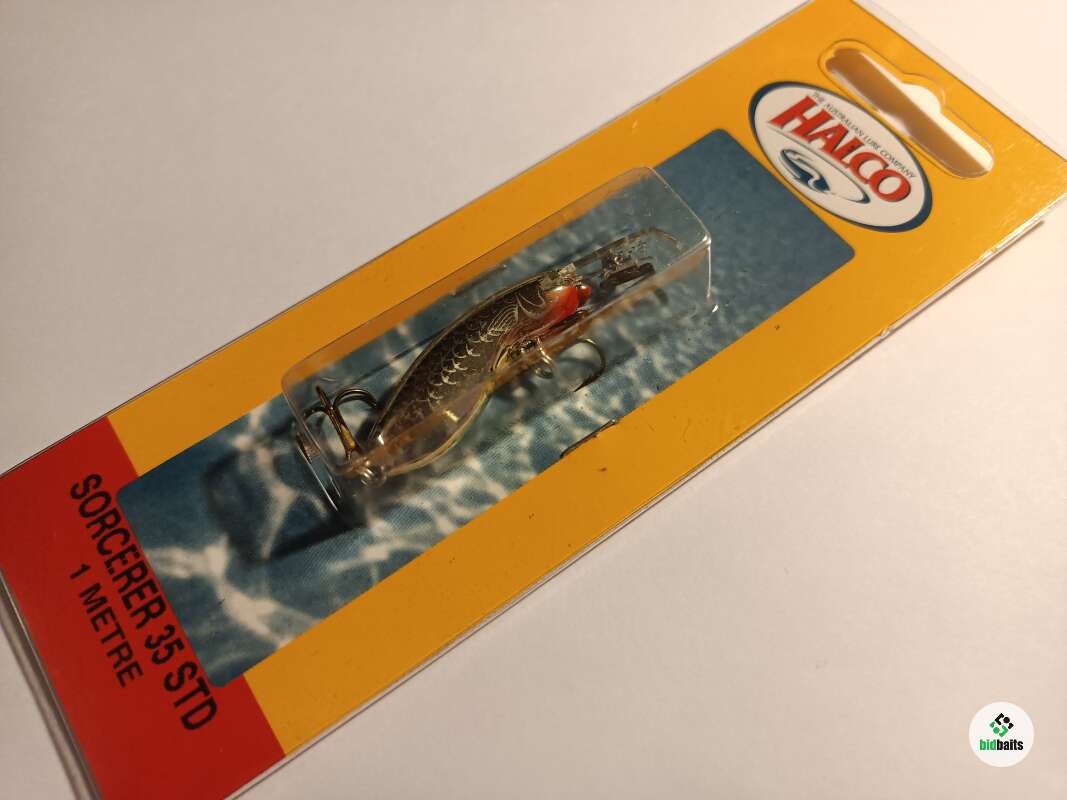 THE AUSTRALIAN LURE COMPANY
HALCO
SORCERER 35 STD
1 METRE
bidbaits